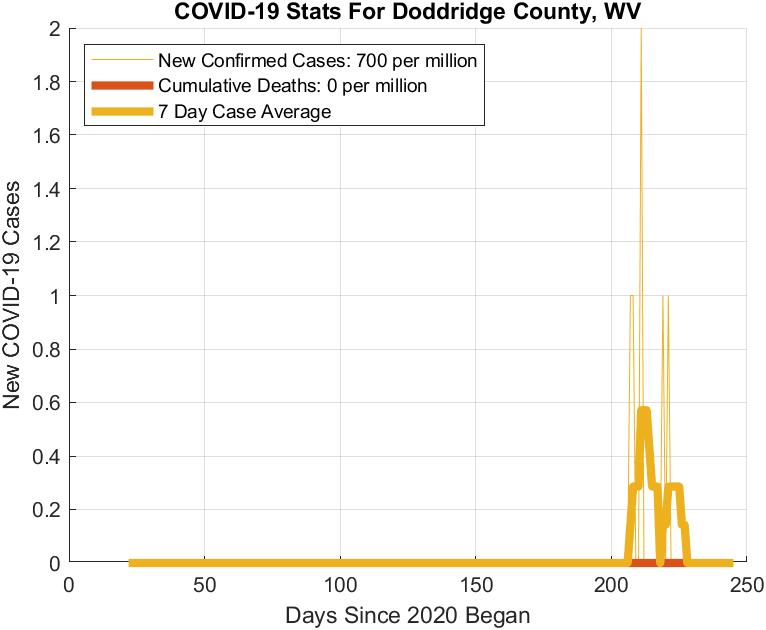 COVID-19 Stats For Doddridge County, WV
New Confirmed Cases: 700 per million
Cumulative Deaths: 0 per million
7 Day Case Average
New COVID-19 Cases
2
1.8
1.6
1.4
1.2
1
0.8
0.6
0.4
0.2
0
0 50 100 150 200 250
Days Since 2020 Began